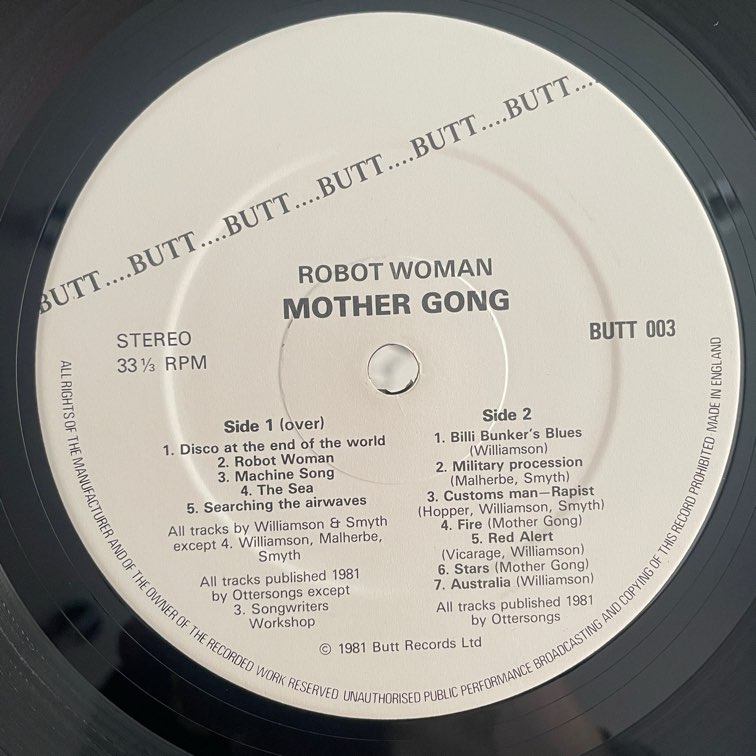 BUTT....BUTT....BUTT....BUTT....BUTT....BUTT....
ROBOT WOMAN
MOTHER GONG
STEREO
33⅓ RPM
BUTT 003
Side 1 (over)
1. Disco at the end of the world
2. Robot Woman
3. Machine Song
4. The Sea
5. Searching the airwaves
All tracks by Williamson & Smyth
except 4. Williamson, Malherbe,
Smyth
All tracks published 1981
by Ottersongs except
3. Songwriters
Workshop
Side 2
1. Billi Bunker's Blues
(Williamson)
2. Military procession
(Malherbe, Smyth)
3. Customs man—Rapist
(Hopper, Williamson, Smyth)
4. Fire (Mother Gong)
5. Red Alert
(Vicarage, Williamson)
6. Stars (Mother Gong)
7. Australia (Williamson)
All tracks published 1981
by Ottersongs
© 1981 Butt Records Ltd
ALL RIGHTS OF THE MANUFACTURER AND OF THE OWNER OF THE RECORDED WORK RESERVED UNAUTHORISED PUBLIC PERFORMANCE BROADCASTING AND COPYING OF THIS RECORD PROHIBITED MADE IN ENGLAND